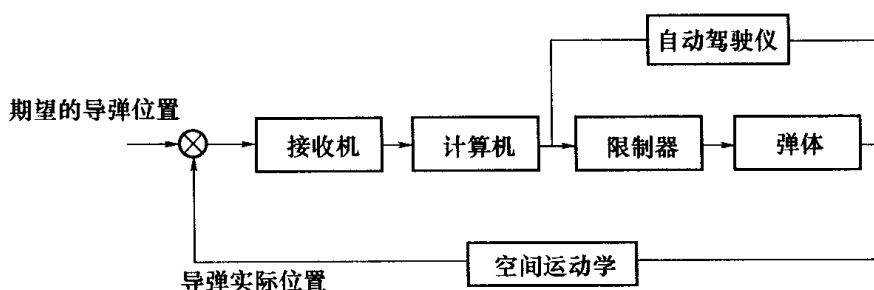 自动驾驶仪
期望的导弹位置
接收机
计算机
限制器
弹体
空间运动学
导弹实际位置